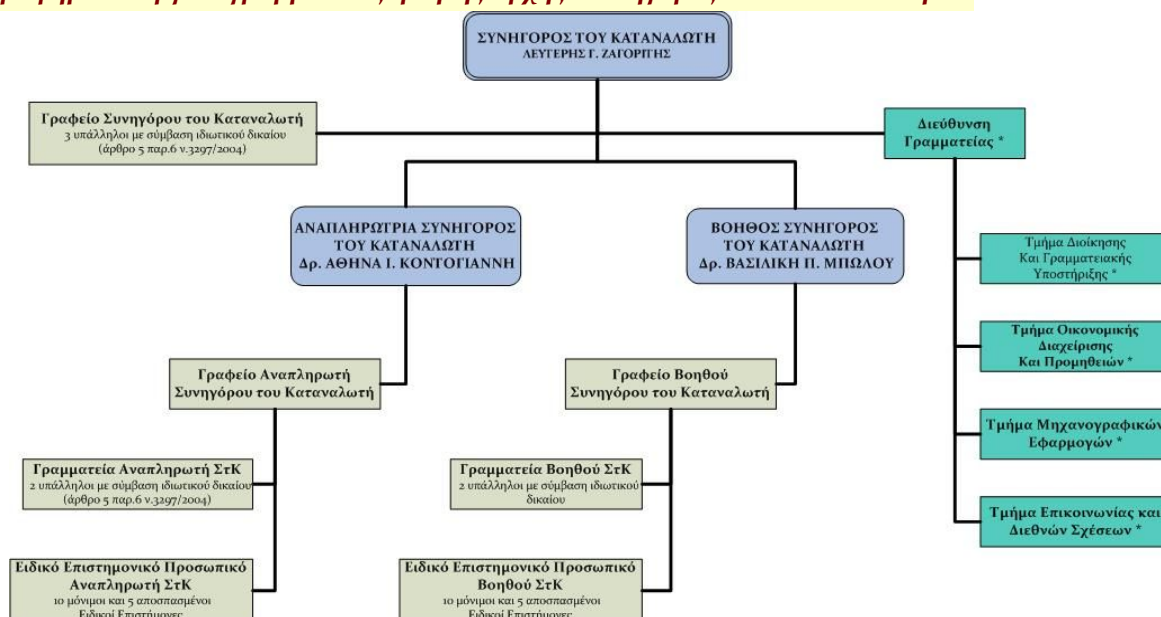 ΣΥΝΗΓΟΡΟΣ ΤΟΥ ΚΑΤΑΝΑΛΩΤΗ
ΛΕΥΤΕΡΗΣ Γ. ΖΑΓΟΡΙΤΗΣ
Γραφείο Συνηγόρου του Καταναλωτή
3 υπάλληλοι με σύμβαση ιδιωτικού δικαίου
(άρθρο 5 παρ.6 ν.3297/2004)
Διεύθυνση
Γραμματείας *
ΑΝΑΠΛΗΡΩΤΡΙΑ ΣΥΝΗΓΟΡΟΣ
ΤΟΥ ΚΑΤΑΝΑΛΩΤΗ
Δρ. ΑΘΗΝΑ Ι. ΚΟΝΤΟΓΙΑΝΝΗ
ΒΟΗΘΟΣ ΣΥΝΗΓΟΡΟΣ
ΤΟΥ ΚΑΤΑΝΑΛΩΤΗ
Δρ. ΒΑΣΙΛΙΚΗ Π. ΜΠΩΛΟΥ
Τμήμα Διοίκησης
Και Γραμματειακής
Υποστήριξης *
Τμήμα Οικονομικής
Διαχείρισης
Και Προμηθειών *
Γραφείο Αναπληρωτή
Συνηγόρου του Καταναλωτή
Γραφείο Βοηθού
Συνηγόρου του Καταναλωτή
Τμήμα Μηχανογραφικών
Εφαρμογών *
Γραμματεία Αναπληρωτή ΣτΚ
2 υπάλληλοι με σύμβαση ιδιωτικού δικαίου
(άρθρο 5 παρ.6 ν.3297/2004)
Γραμματεία Βοηθού ΣτΚ
2 υπάλληλοι με σύμβαση ιδιωτικού
δικαίου
Τμήμα Επικοινωνίας και
Διεθνών Σχέσεων *
Ειδικό Επιστημονικό Προσωπικό
Αναπληρωτή ΣτΚ
10 μόνιμοι και 5 αποσπασμένοι
Ειδικοί Επιστήμονες
Ειδικό Επιστημονικό Προσωπικό
Βοηθού ΣτΚ
10 μόνιμοι και 5 αποσπασμένοι
Ειδικοί Επιστήμονες